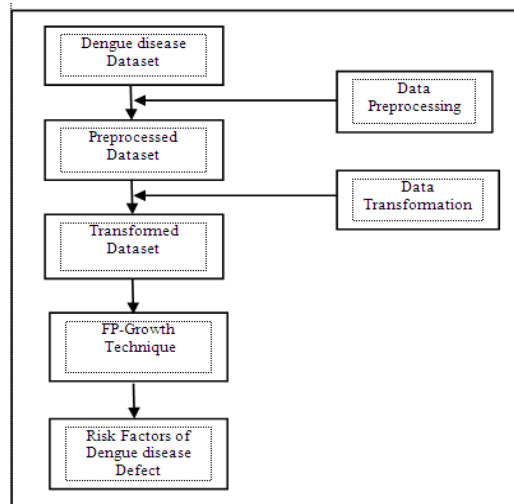 Dengue disease
Dataset
Data
Preprocessing
Preprocessed
Dataset
Data
Transformation
Transformed
Dataset
FP-Growth
Technique
Risk Factors of
Dengue disease
Defect